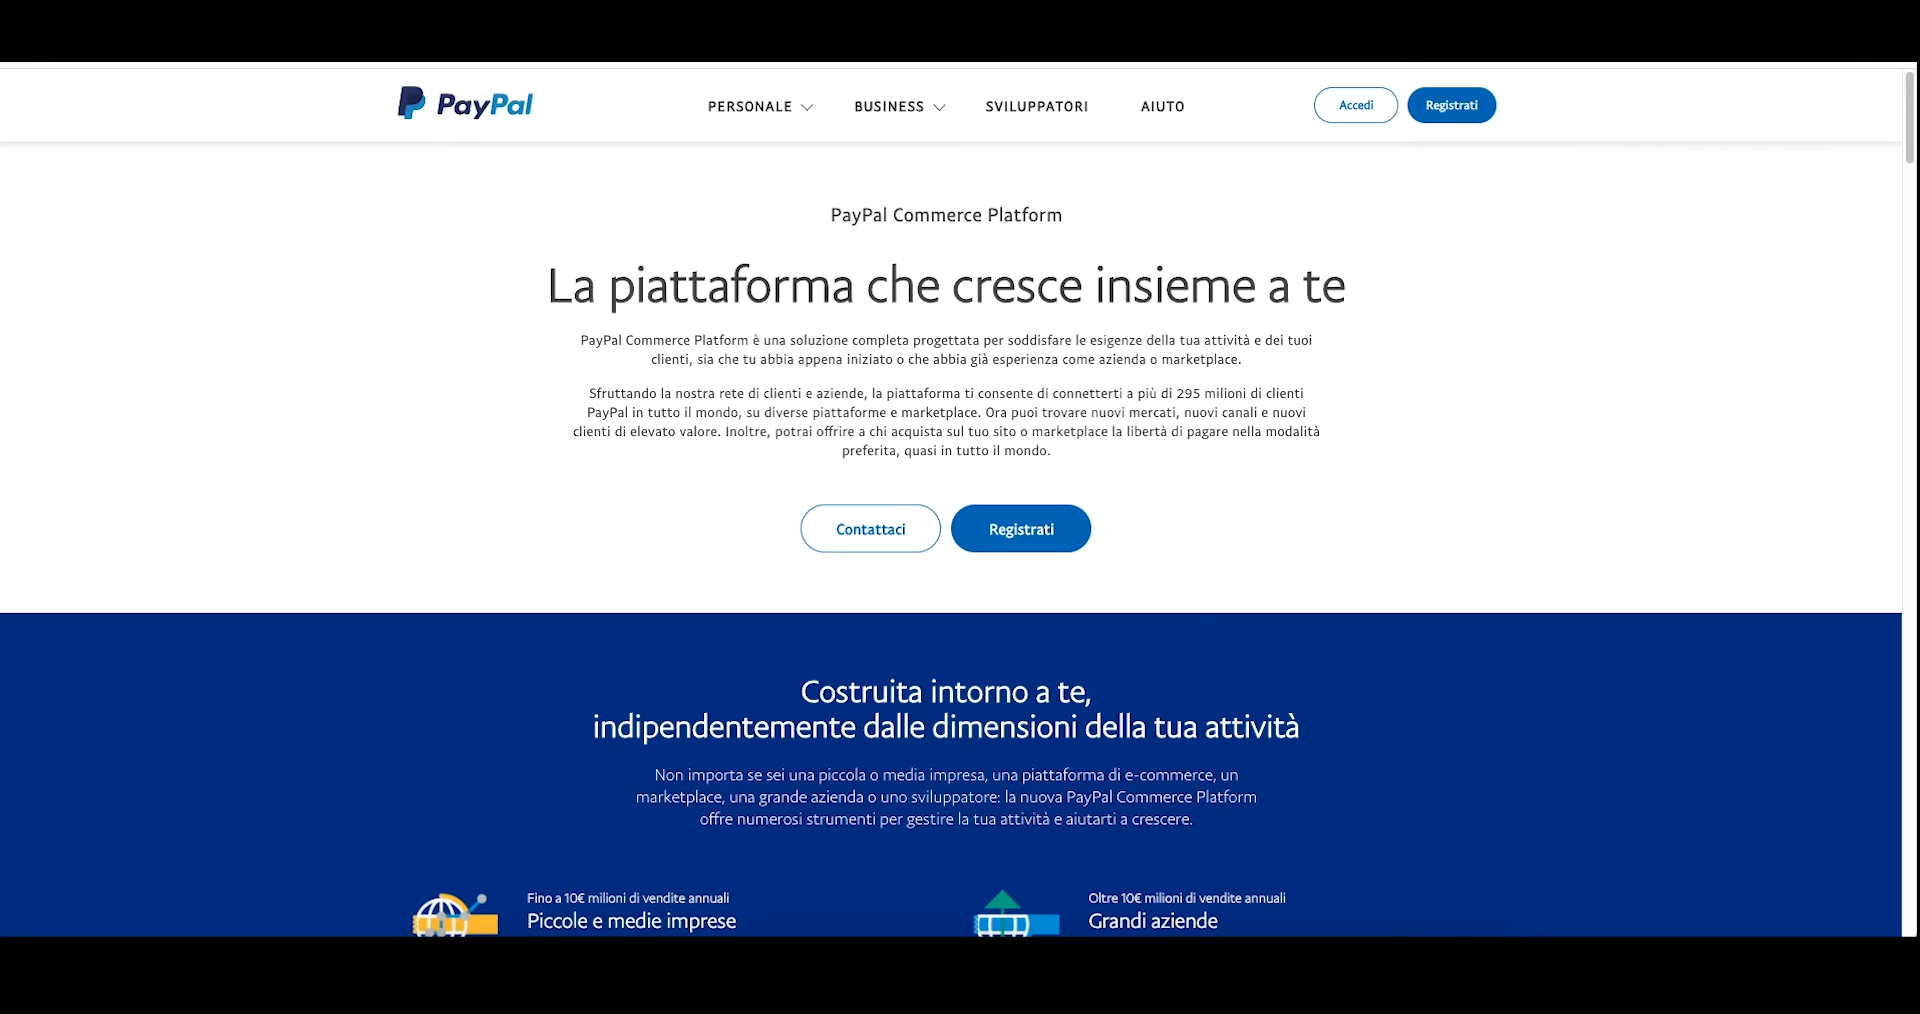 PayPal
PERSONALE
BUSINESS
SVILUPPATORI
AIUTO
Accedi
Registrati
PayPal Commerce Platform
La piattaforma che cresce insieme a te
PayPal Commerce Platform è una soluzione completa progettata per soddisfare le esigenze della tua attività e dei tuoi
clienti, sia che tu abbia appena iniziato o che abbia già esperienza come azienda o marketplace.
Sfruttando la nostra rete di clienti e aziende, la piattaforma ti consente di connetterti a più di 295 milioni di clienti
PayPal in tutto il mondo, su diverse piattaforme e marketplace. Ora puoi trovare nuovi mercati, nuovi canali e nuovi
clienti di elevato valore. Inoltre, potrai offrire a chi acquista sul tuo sito o marketplace la libertà di pagare nella modalità
preferita, quasi in tutto il mondo.
Contattaci
Registrati
Costruita intorno a te,
indipendentemente dalle dimensioni della tua attività
Non importa se sei una piccola o media impresa, una piattaforma di e-commerce, un
marketplace, una grande azienda o uno sviluppatore: la nuova PayPal Commerce Platform
offre numerosi strumenti per gestire la tua attività e aiutarti a crescere.
Fino a 10€ milioni di vendite annuali
Piccole e medie imprese
Oltre 10€ milioni di vendite annuali
Grandi aziende